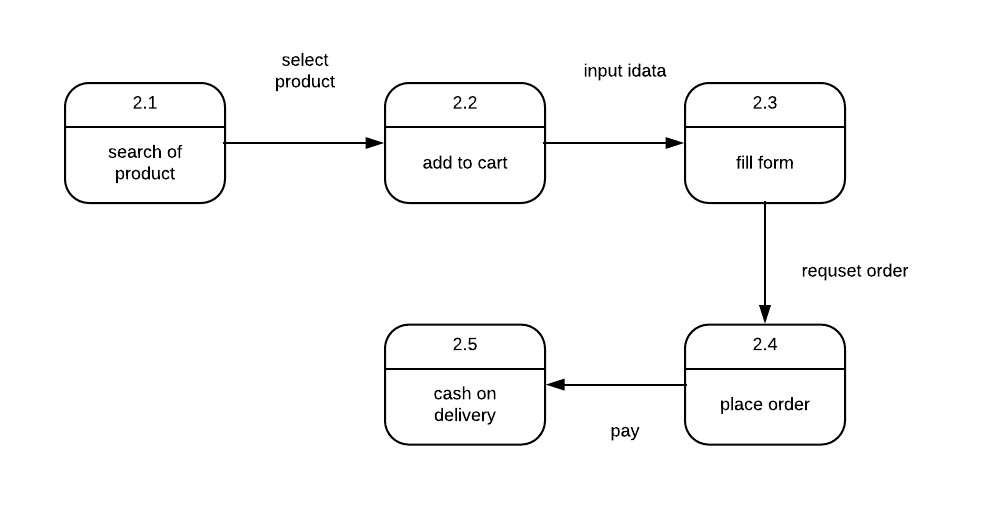 select
product
input idata
2.1
2.2
2.3
search of
product
add to cart
fill form
requset order
2.5
2.4
cash on
delivery
place order
pay